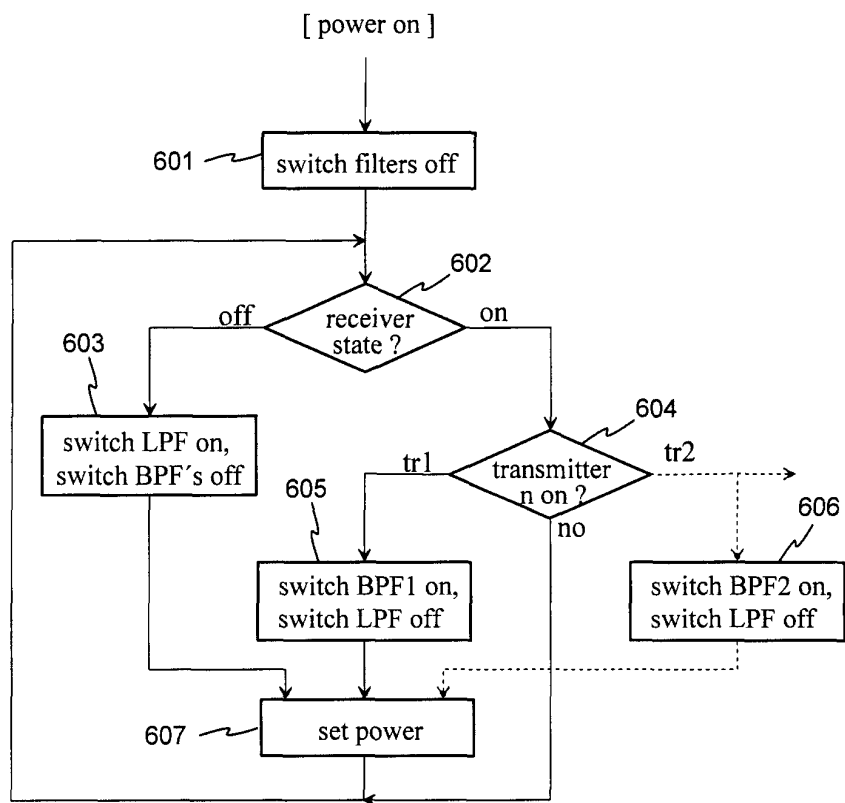 [ power on ]
601
switch filters off
602
off
receiver
state ?
on
603
604
switch LPF on,
switch BPF´s off
tr1
transmitter
n on ?
tr2
605
no
606
switch BPF1 on,
switch LPF off
switch BPF2 on,
switch LPF off
607
set power